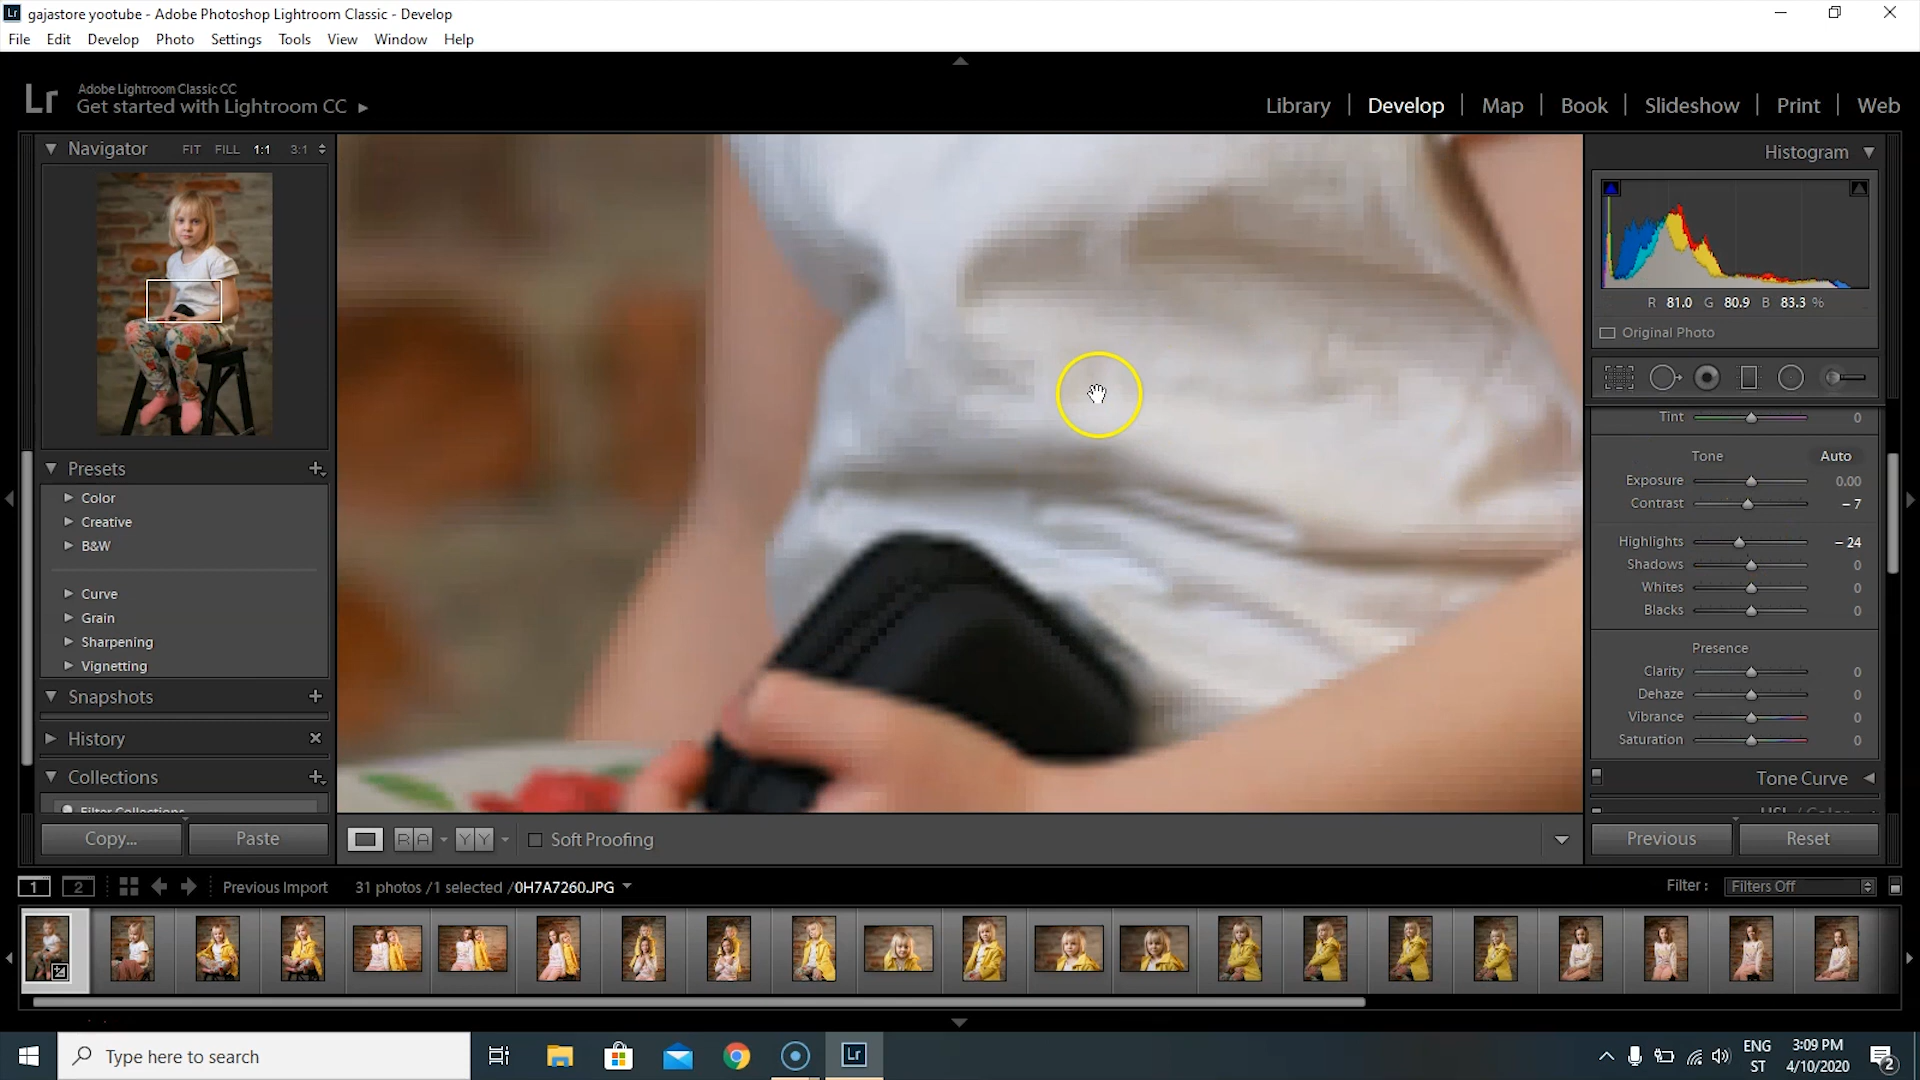 gajastore yootube - Adobe Photoshop Lightroom Classic - Develop
File Edit Develop Photo Settings Tools View Window Help
Lr Adobe Lightroom Classic CC
Get started with Lightroom CC
Library Develop Map Book Slideshow Print Web
Navigator FIT FILL 1:1 3:1
Histogram
R 81.0 G 80.9 B 83.3 %
Original Photo
Tint 0
Tone Auto
Exposure 0.00
Contrast – 7
Highlights – 24
Shadows 0
Whites 0
Blacks 0
Presence
Clarity 0
Dehaze 0
Vibrance 0
Saturation 0
Tone Curve
Presets
Color
Creative
B&W
Curve
Grain
Sharpening
Vignetting
Snapshots
History
Collections
Filter Collections
Copy... Paste
R A Y Y Soft Proofing
Previous Reset
1 2 Previous Import 31 photos /1 selected /0H7A7260.JPG Filter : Filters Off
Type here to search
Lr
ENG
ST
3:09 PM
4/10/2020
2